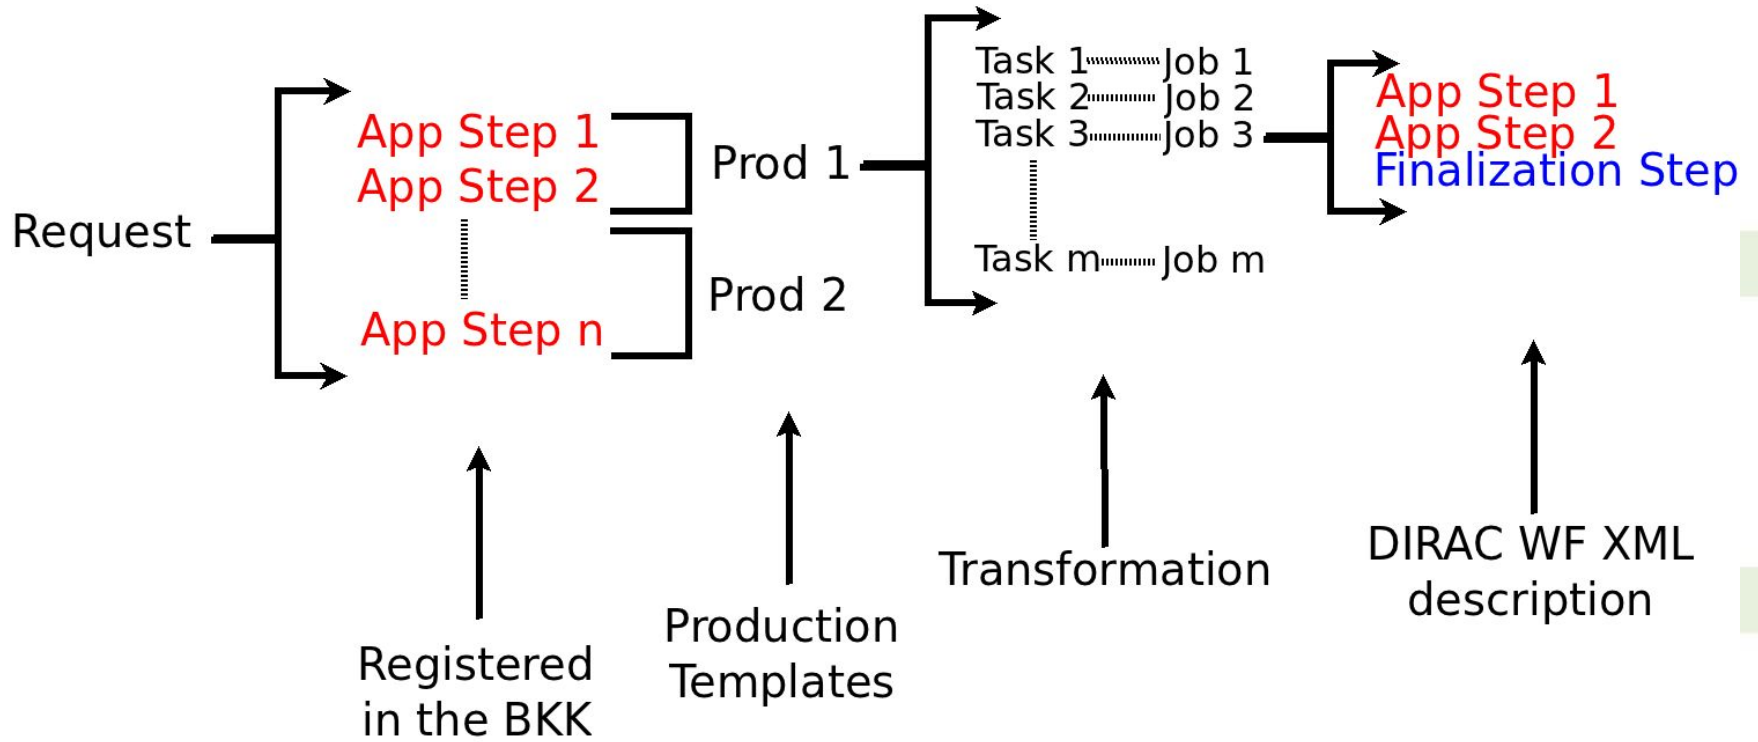 Request
App Step 1
App Step 2
App Step n
Prod 1
Prod 2
Task 1 Job 1
Task 2 Job 2
Task 3 Job 3
Task m Job m
App Step 1
App Step 2
Finalization Step
Registered
in the BKK
Production
Templates
Transformation
DIRAC WF XML
description